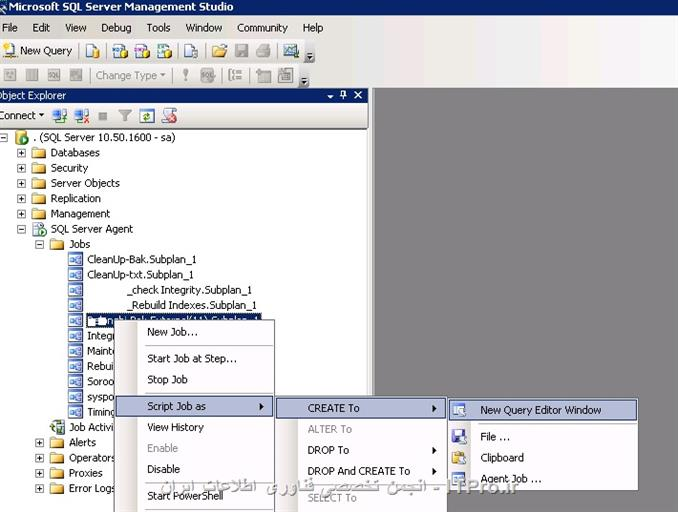 Microsoft SQL Server Management Studio
File Edit View Debug Tools Window Community Help
New Query
Change Type
Object Explorer
Connect
. (SQL Server 10.50.1600 - sa)
Databases
Security
Server Objects
Replication
Management
SQL Server Agent
Jobs
CleanUp-Bak.Subplan_1
CleanUp-txt.Subplan_1
_check Integrity.Subplan_1
_Rebuild Indexes.Subplan_1
Integ
Maint
Rebui
Soroo
syspo
Timing
Job Activi
Alerts
Operators
Proxies
Error Logs
New Job...
Start Job at Step...
Stop Job
Script Job as
View History
Enable
Disable
Start PowerShell
CREATE To
ALTER To
DROP To
DROP And CREATE To
SELECT To
New Query Editor Window
File ...
Clipboard
Agent Job ...
انجمن تخصصی فناوری اطلاعات ایران - ITPro.ir